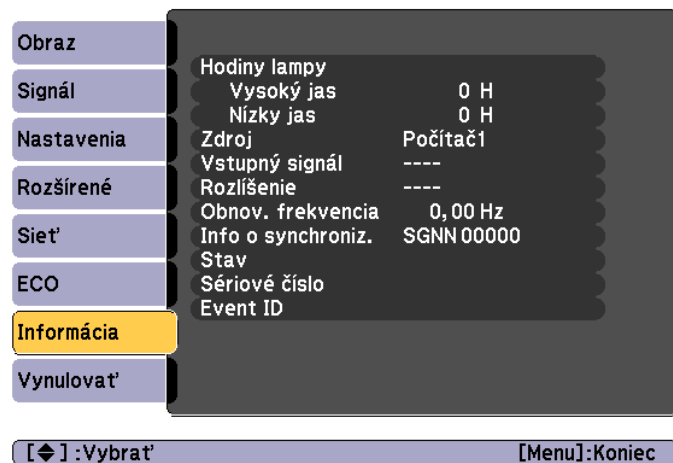 Obraz
Signál
Nastavenia
Rozšírené
Sieť
ECO
Informácia
Vynulovať
Hodiny lampy
Vysoký jas 0 H
Nízky jas 0 H
Zdroj Počítač1
Vstupný signál ----
Rozlíšenie ----
Obnov. frekvencia 0,00 Hz
Info o synchroniz. SGNN 00000
Stav
Sériové číslo
Event ID
[◆] :Vybrať [Menu]:Koniec